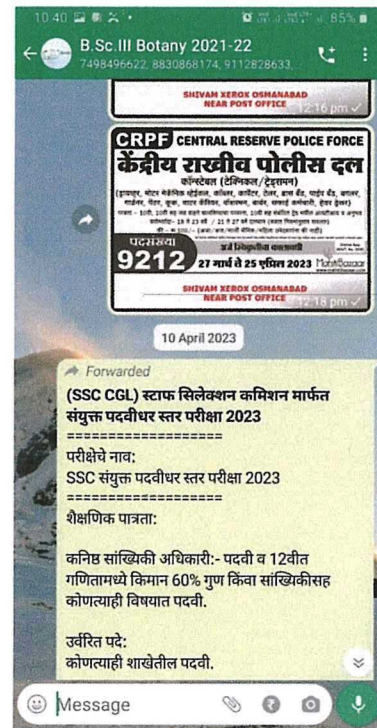 10:40
85%
B.Sc.III Botany 2021-22
7498496622, 8830868174, 9112828633,...
SHIVAM XEROX OSMANABAD
NEAR POST OFFICE
12:16 pm
CRPF CENTRAL RESERVE POLICE FORCE
केंद्रीय राखीव पोलीस दल
कॉन्स्टेबल (टेक्निकल/ट्रेड्समन)
पदसंख्या
9212
अर्ज स्विकृतीचा कालावधी
27 मार्च ते 25 एप्रिल 2023
MahitiBazaar
SHIVAM XEROX OSMANABAD
NEAR POST OFFICE
12:18 pm
10 April 2023
Forwarded
(SSC CGL) स्टाफ सिलेक्शन कमिशन मार्फत
संयुक्त पदवीधर स्तर परीक्षा 2023
===================
परीक्षेचे नाव:
SSC संयुक्त पदवीधर स्तर परीक्षा 2023
===================
शैक्षणिक पात्रता:
कनिष्ठ सांख्यिकी अधिकारी:- पदवी व 12वीत
गणितामध्ये किमान 60% गुण किंवा सांख्यिकीसह
कोणत्याही विषयात पदवी.
उर्वरित पदे:
कोणत्याही शाखेतील पदवी.
Message